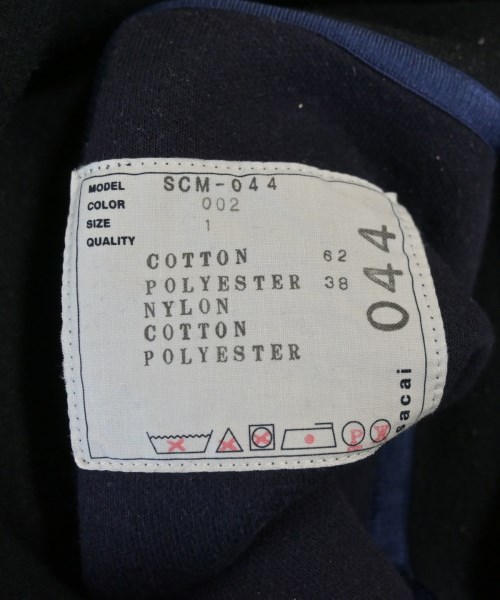 MODEL SCM-044
COLOR 002
SIZE 1
QUALITY
COTTON 62
POLYESTER 38
NYLON
COTTON
POLYESTER
044
sacai
P W